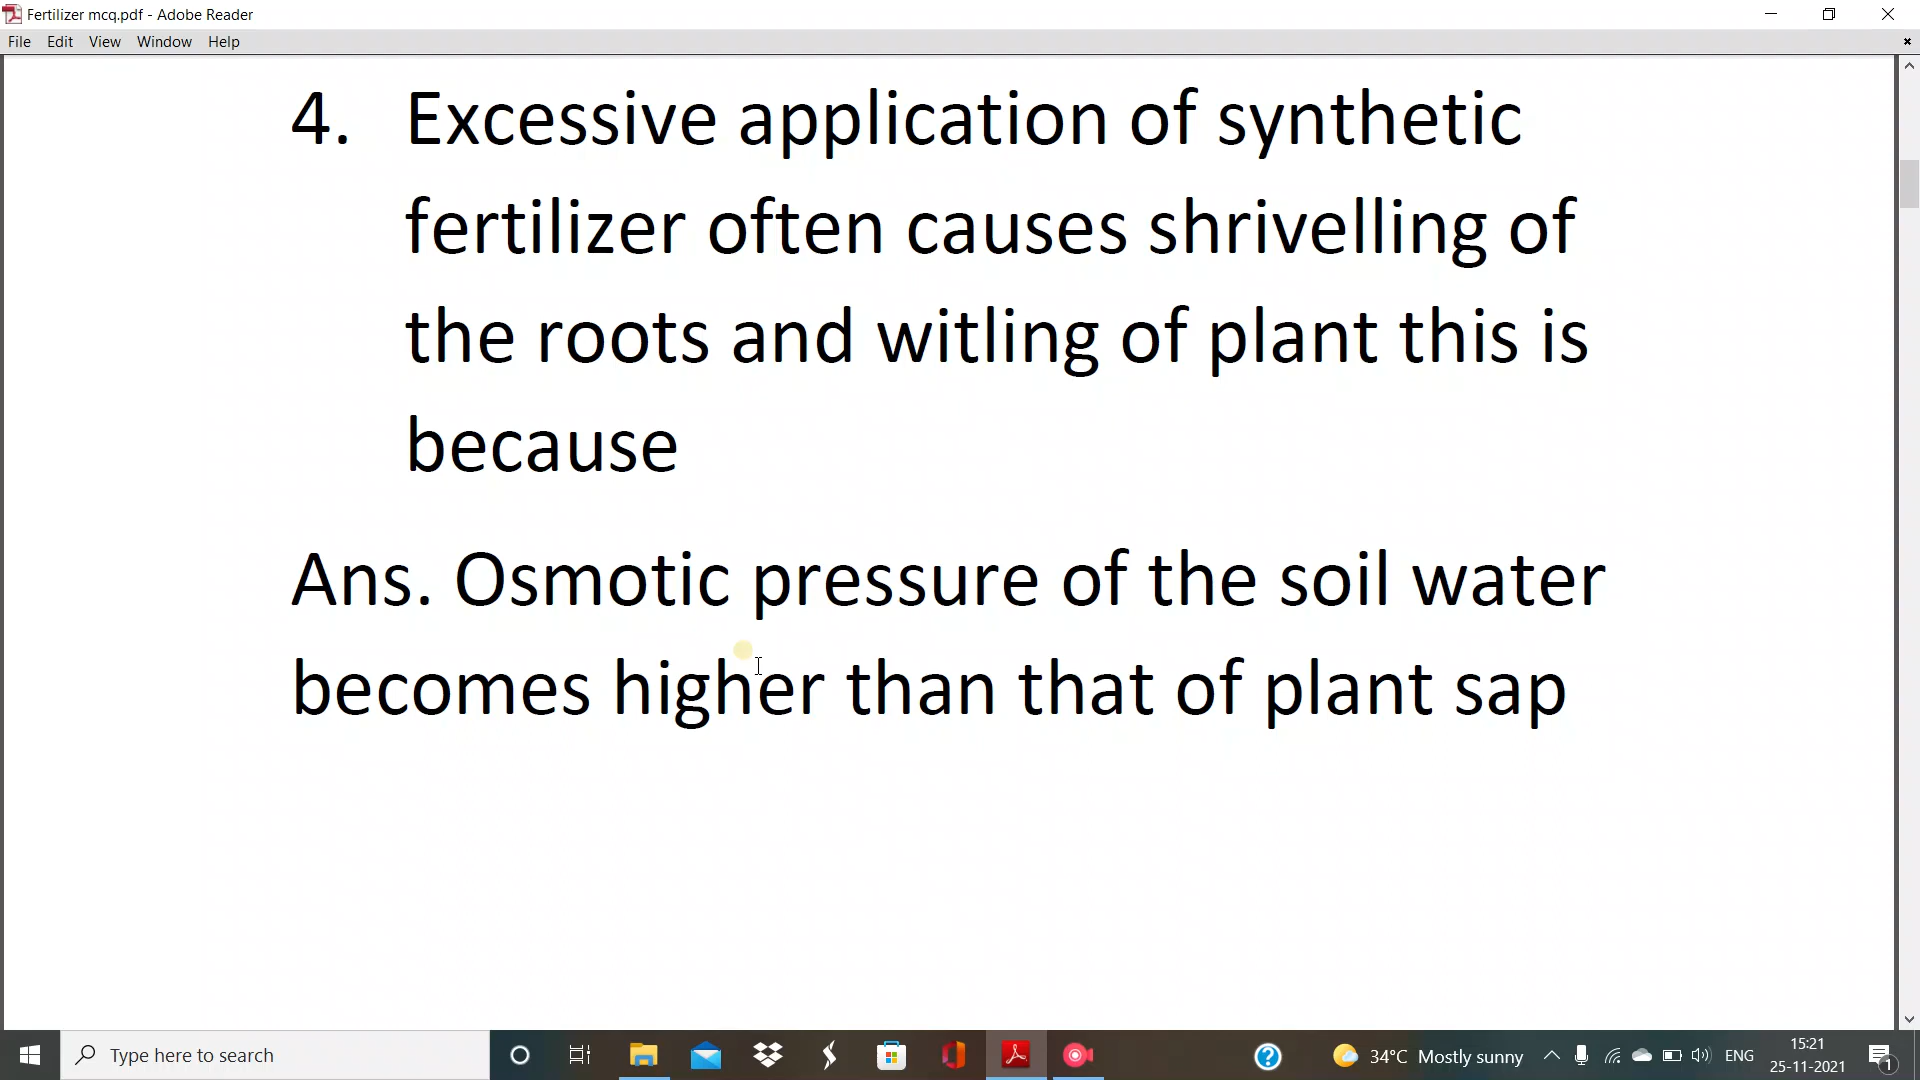 Fertilizer mcq.pdf - Adobe Reader
File Edit View Window Help
4. Excessive application of synthetic
fertilizer often causes shrivelling of
the roots and witling of plant this is
because
Ans. Osmotic pressure of the soil water
becomes higher than that of plant sap
Type here to search
34°C Mostly sunny
ENG
15:21
25-11-2021
1